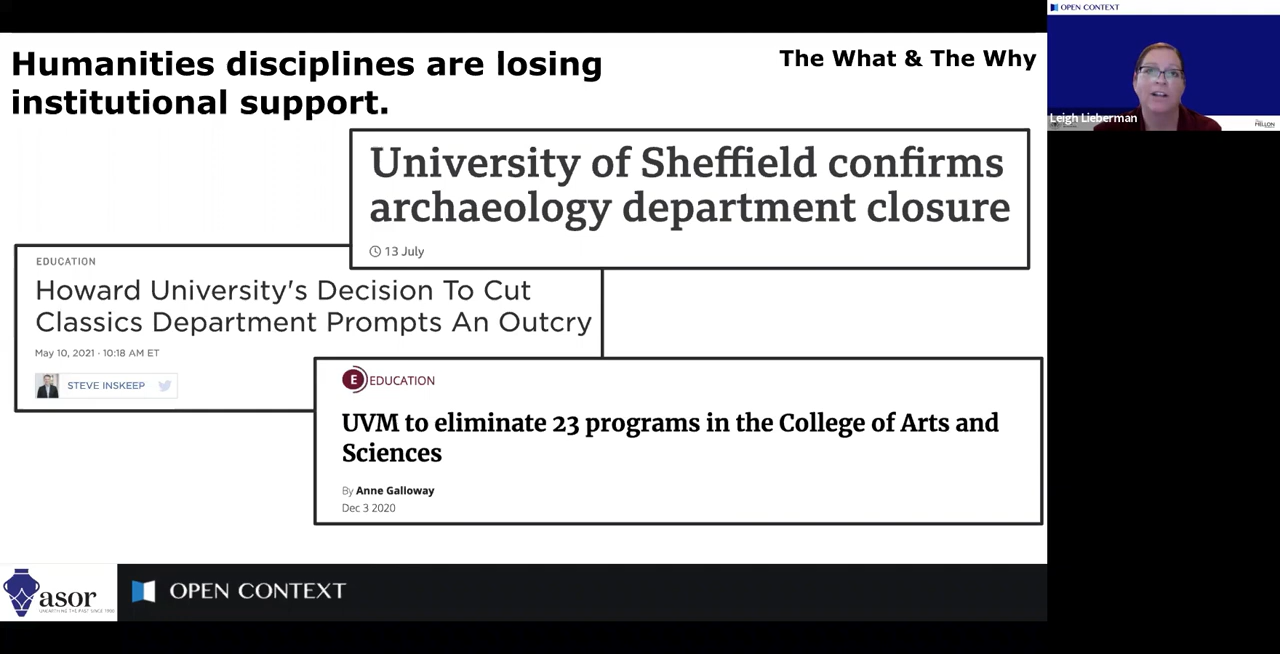 Humanities disciplines are losing
institutional support.
The What & The Why
University of Sheffield confirms
archaeology department closure
13 July
EDUCATION
Howard University's Decision To Cut
Classics Department Prompts An Outcry
May 10, 2021 · 10:18 AM ET
STEVE INSKEEP
E EDUCATION
UVM to eliminate 23 programs in the College of Arts and
Sciences
By Anne Galloway
Dec 3 2020
asor
OPEN CONTEXT
OPEN CONTEXT
Leigh Lieberman
MELLON